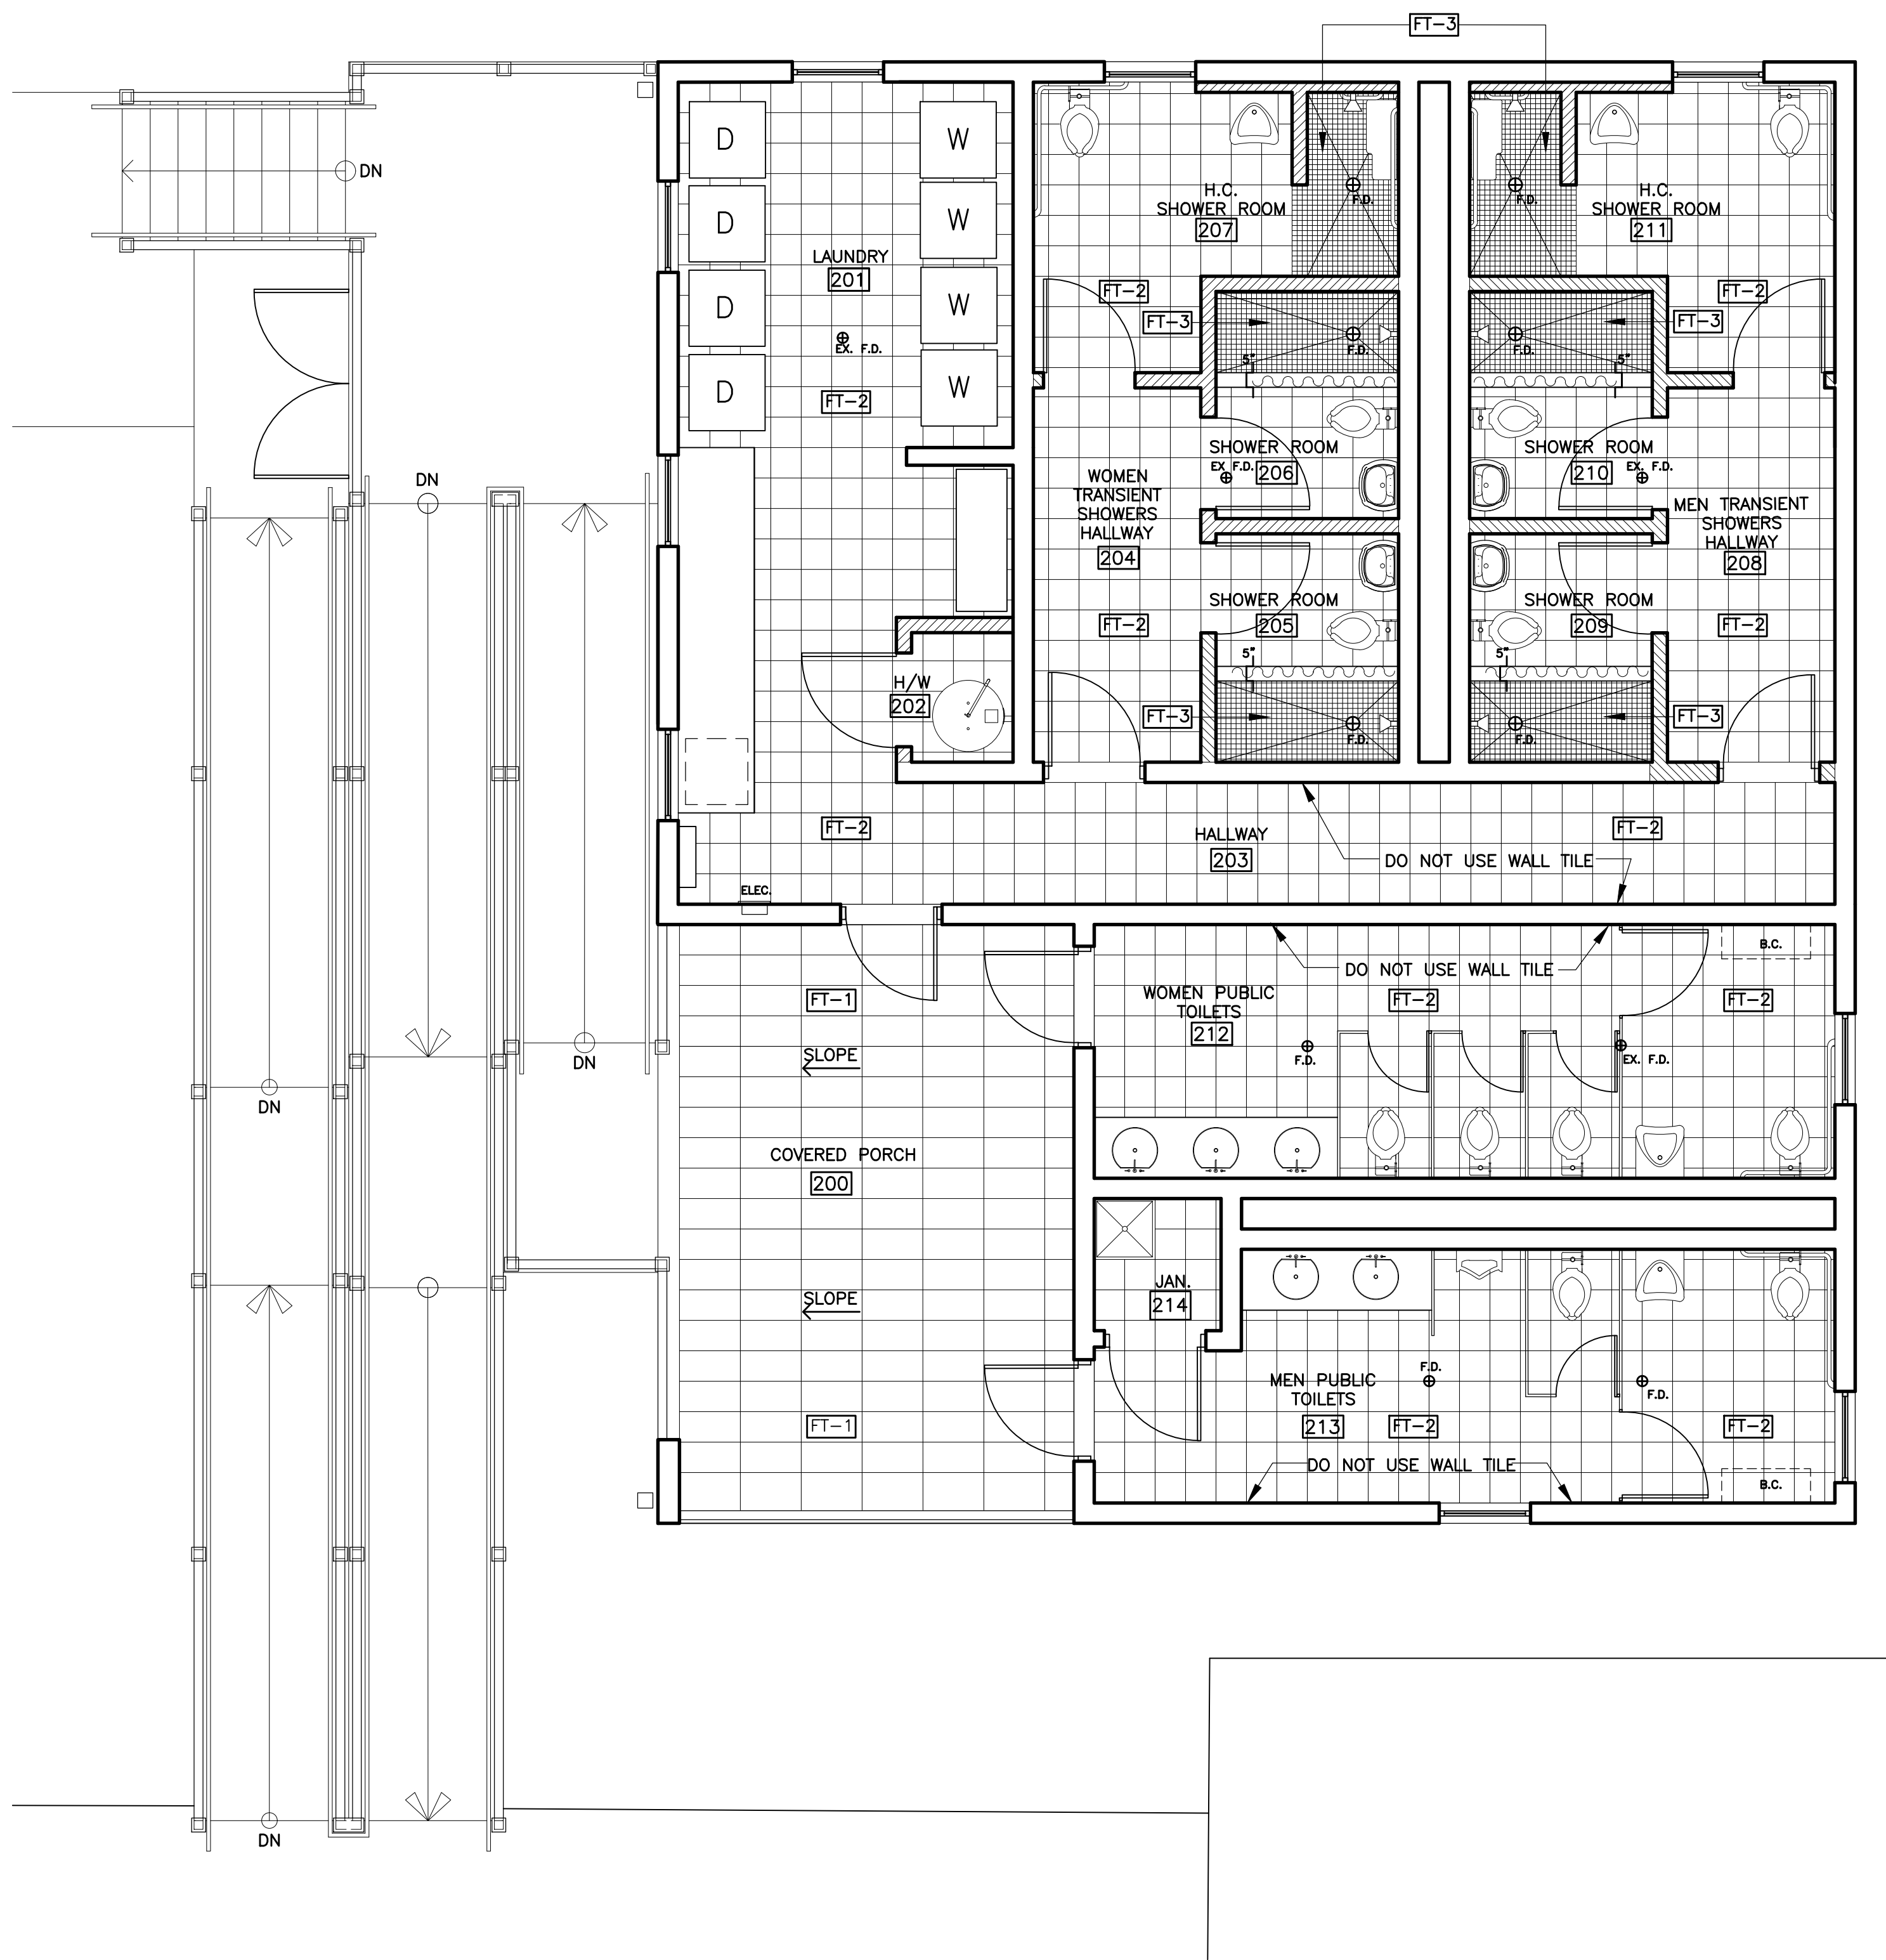 FT-3
DN
D
W
D
W
D
W
D
W
LAUNDRY
201
EX. F.D.
FT-2
H.C.
SHOWER ROOM
207
F.D.
FT-2
FT-3
F.D.
5"
H.C.
SHOWER ROOM
211
F.D.
FT-2
FT-3
F.D.
5"
DN
WOMEN
TRANSIENT
SHOWERS
HALLWAY
204
SHOWER ROOM
206
EX F.D.
SHOWER ROOM
210
EX. F.D.
MEN TRANSIENT
SHOWERS
HALLWAY
208
FT-2
SHOWER ROOM
205
5"
SHOWER ROOM
209
5"
FT-2
H/W
202
FT-3
F.D.
F.D.
FT-3
FT-2
HALLWAY
203
FT-2
DO NOT USE WALL TILE
ELEC.
DN
DN
FT-1
SLOPE
WOMEN PUBLIC
TOILETS
212
DO NOT USE WALL TILE
FT-2
B.C.
FT-2
F.D.
EX. F.D.
COVERED PORCH
200
SLOPE
JAN.
214
FT-1
MEN PUBLIC
TOILETS
213
F.D.
FT-2
F.D.
FT-2
DO NOT USE WALL TILE
B.C.
DN